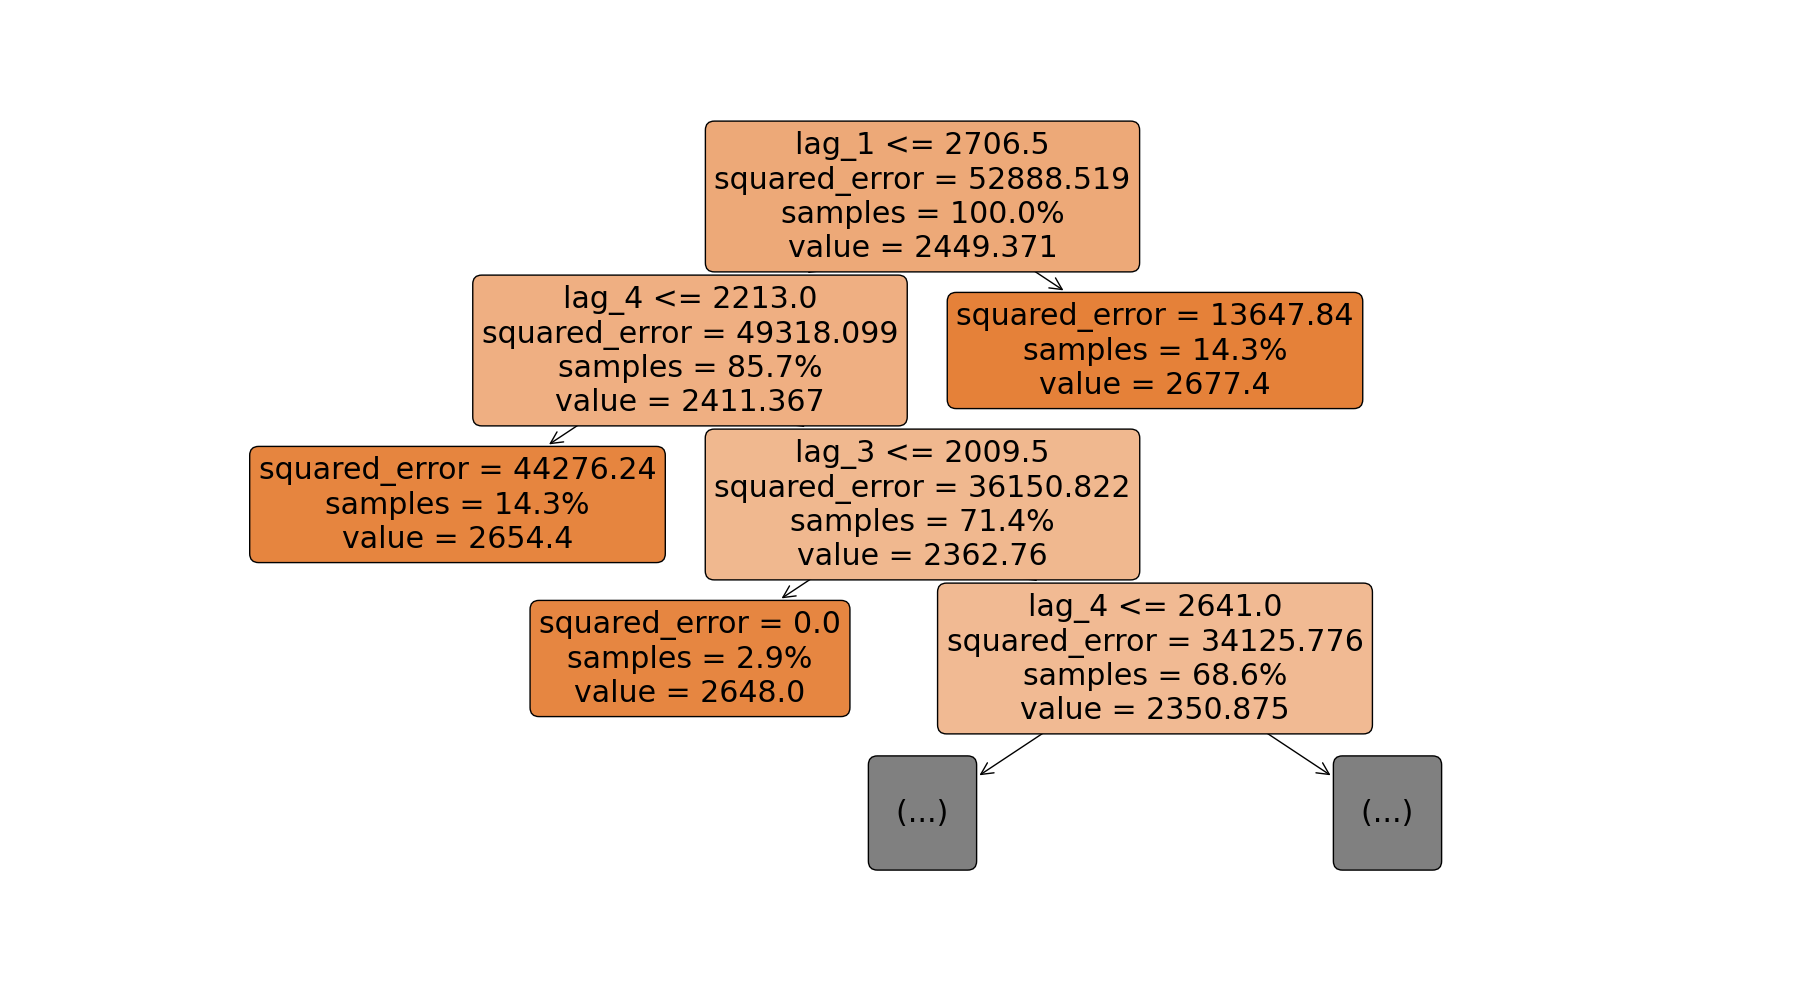 lag_1 <= 2706.5
squared_error = 52888.519
samples = 100.0%
value = 2449.371
lag_4 <= 2213.0
squared_error = 49318.099
samples = 85.7%
value = 2411.367
squared_error = 13647.84
samples = 14.3%
value = 2677.4
squared_error = 44276.24
samples = 14.3%
value = 2654.4
lag_3 <= 2009.5
squared_error = 36150.822
samples = 71.4%
value = 2362.76
squared_error = 0.0
samples = 2.9%
value = 2648.0
lag_4 <= 2641.0
squared_error = 34125.776
samples = 68.6%
value = 2350.875
(...)
(...)